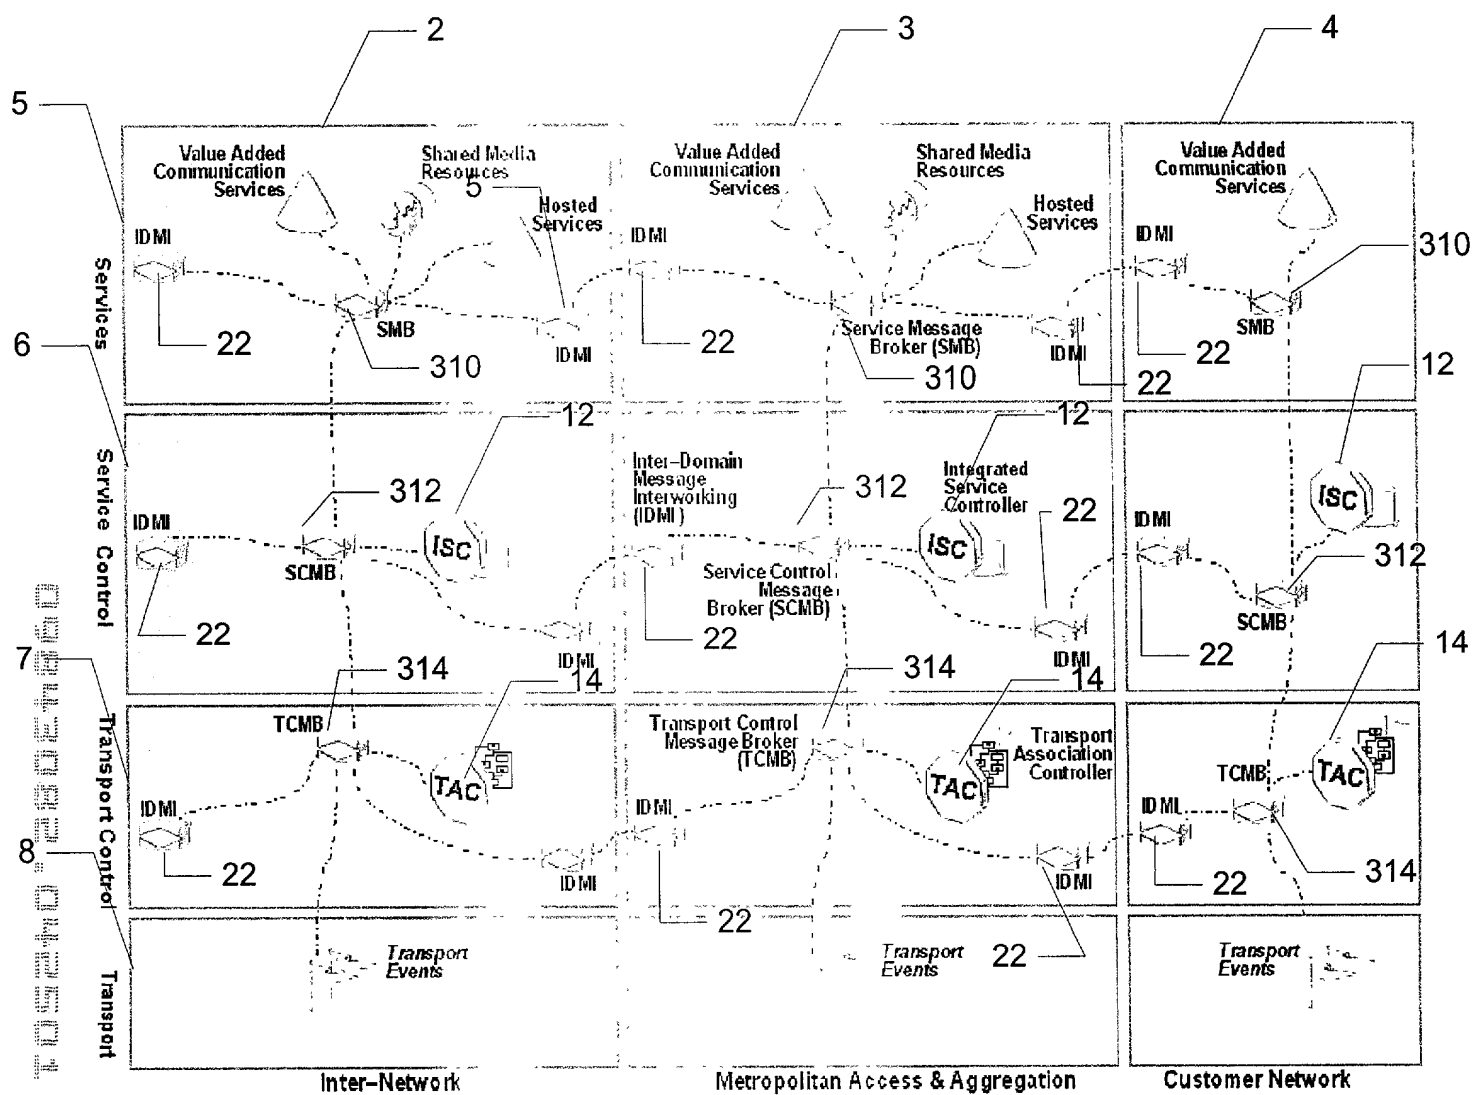 2
3
4
5
Value Added
Communication
Services
Shared Media
Resources
5
Hosted
Services
IDMI
22
SMB
310
IDMI
Value Added
Communication
Services
Shared Media
Resources
Hosted
Services
IDMI
22
Service Message
Broker (SMB)
310
IDMI
22
Value Added
Communication
Services
IDMI
22
SMB
310
Services
6
12
312
IDMI
ISC
SCMB
22
IDMI
Inter-Domain
Message
Interworking
(IDMI)
312
12
Integrated
Service
Controller
22
ISC
Service Control
Message
Broker (SCMB)
22
IDMI
12
ISC
IDMI
312
SCMB
22
Service Control
7
314
14
TCMB
TAC
IDMI
22
IDMI
314
14
Transport Control
Message Broker
(TCMB)
Transport
Association
Controller
TAC
IDMI
22
IDMI
22
14
TCMB
TAC
IDMI
22
314
Transport Control
8
Transport
Events
Transport
Events
Transport
Events
Transport
Inter-Network
Metropolitan Access & Aggregation
Customer Network